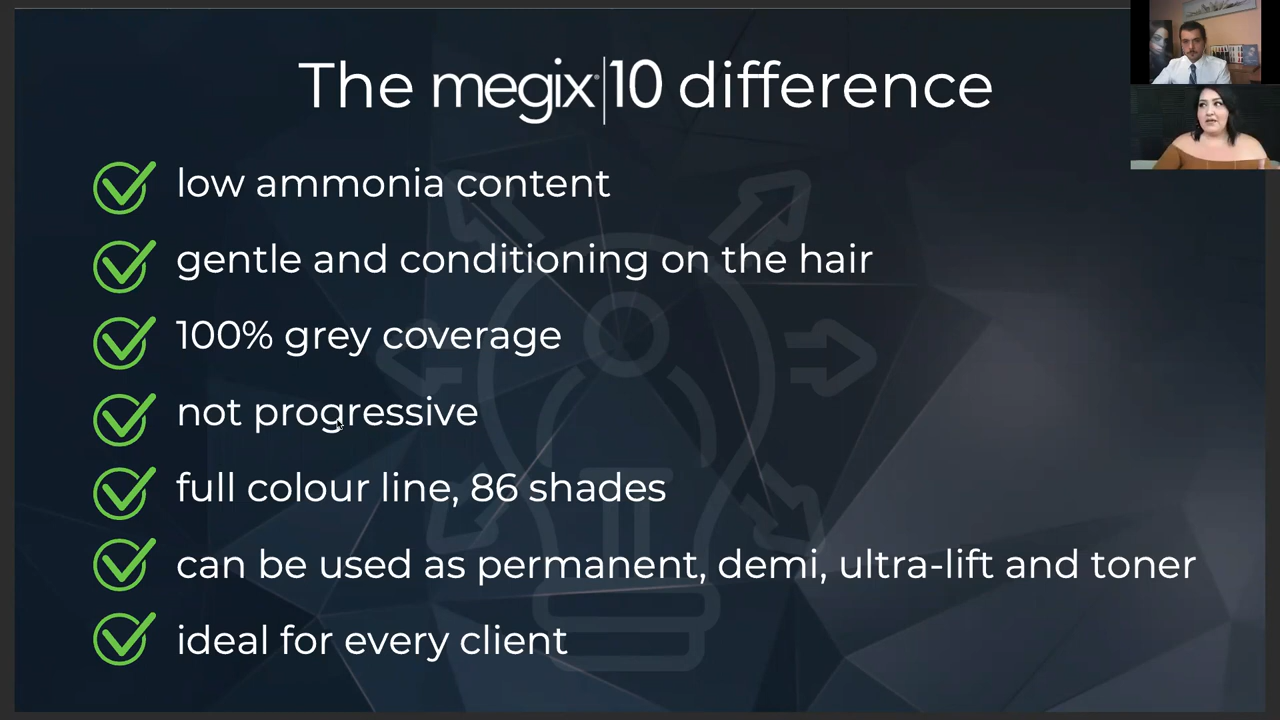 The megix|10 difference
low ammonia content
gentle and conditioning on the hair
100% grey coverage
not progressive
full colour line, 86 shades
can be used as permanent, demi, ultra-lift and toner
ideal for every client